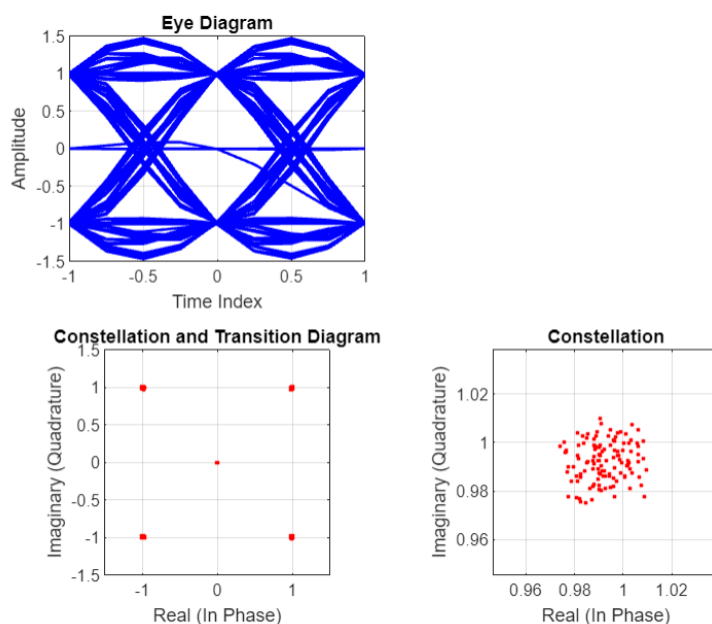 Eye Diagram
1.5
1
0.5
0
-0.5
-1
-1.5
Amplitude
-1 -0.5 0 0.5 1
Time Index
Constellation and Transition Diagram
1.5
1
0.5
0
-0.5
-1
-1.5
Imaginary (Quadrature)
-1 0 1
Real (In Phase)
Constellation
1.02
1
0.98
0.96
Imaginary (Quadrature)
0.96 0.98 1 1.02
Real (In Phase)